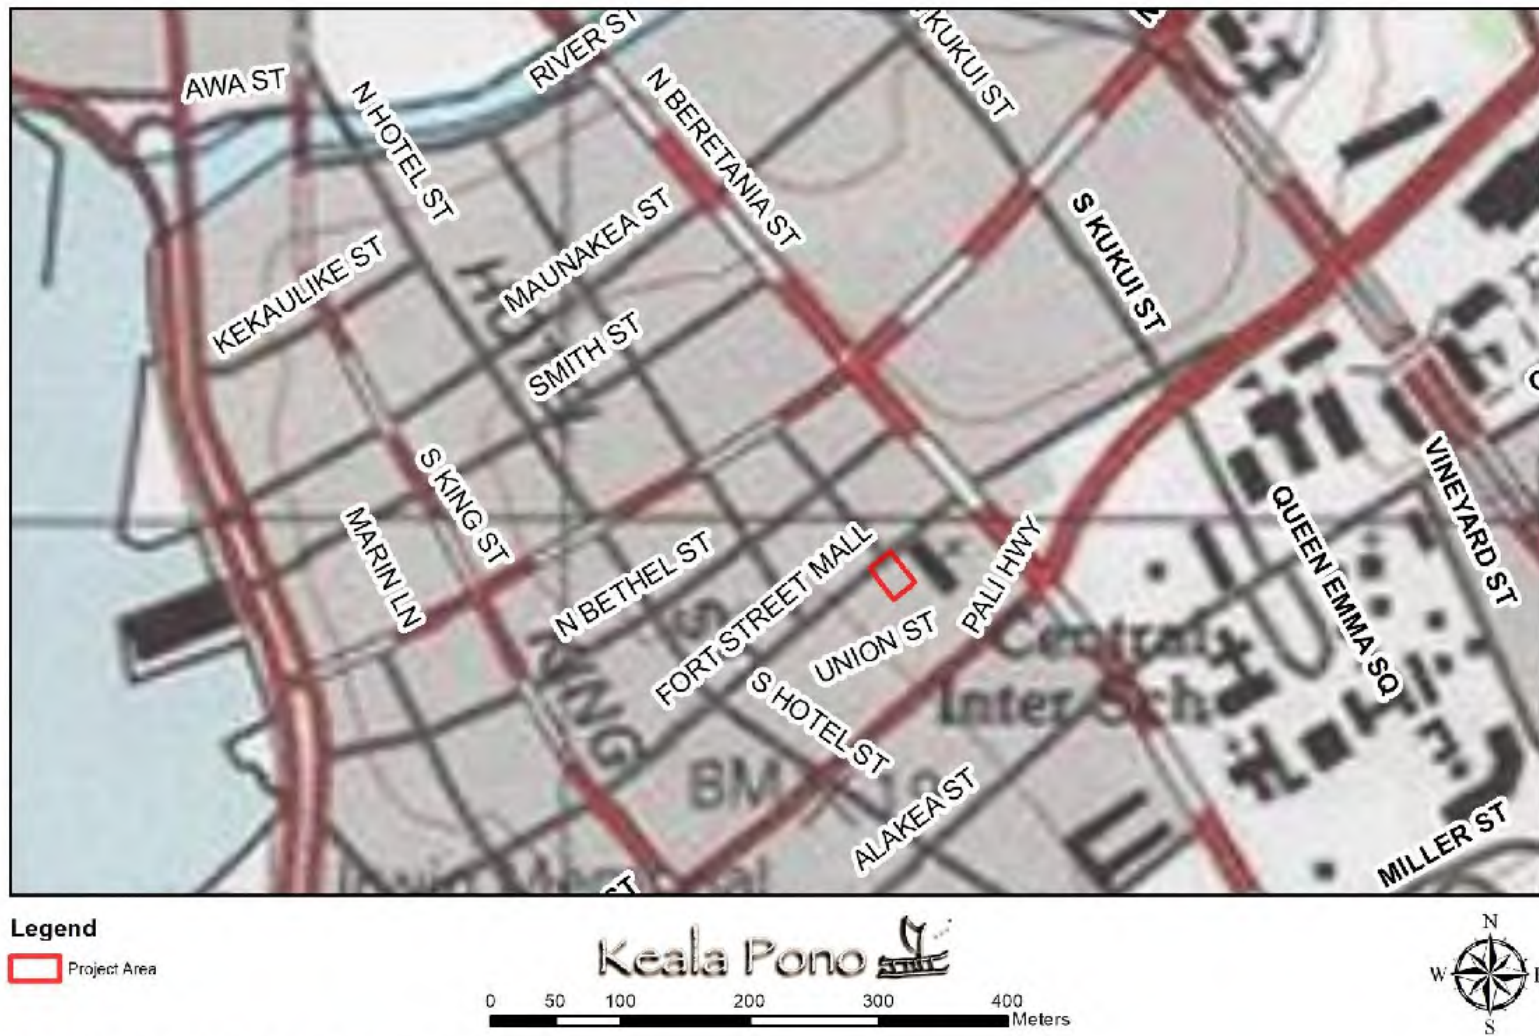 AWA ST
RIVER ST
KUKUI ST
N HOTEL ST
N BERETANIA ST
MAUNAKEA ST
S KUKUI ST
KEKAULIKE ST
SMITH ST
S KING ST
MARIN LN
N BETHEL ST
FORT STREET MALL
PALI HWY
UNION ST
S HOTEL ST
QUEEN EMMA SQ
VINEYARD ST
Central
Inter Sch
KING
BM
ALAKEA ST
MILLER ST
ST
Legend
Project Area
Keala Pono
N
W
S
0 50 100 200 300 400
Meters